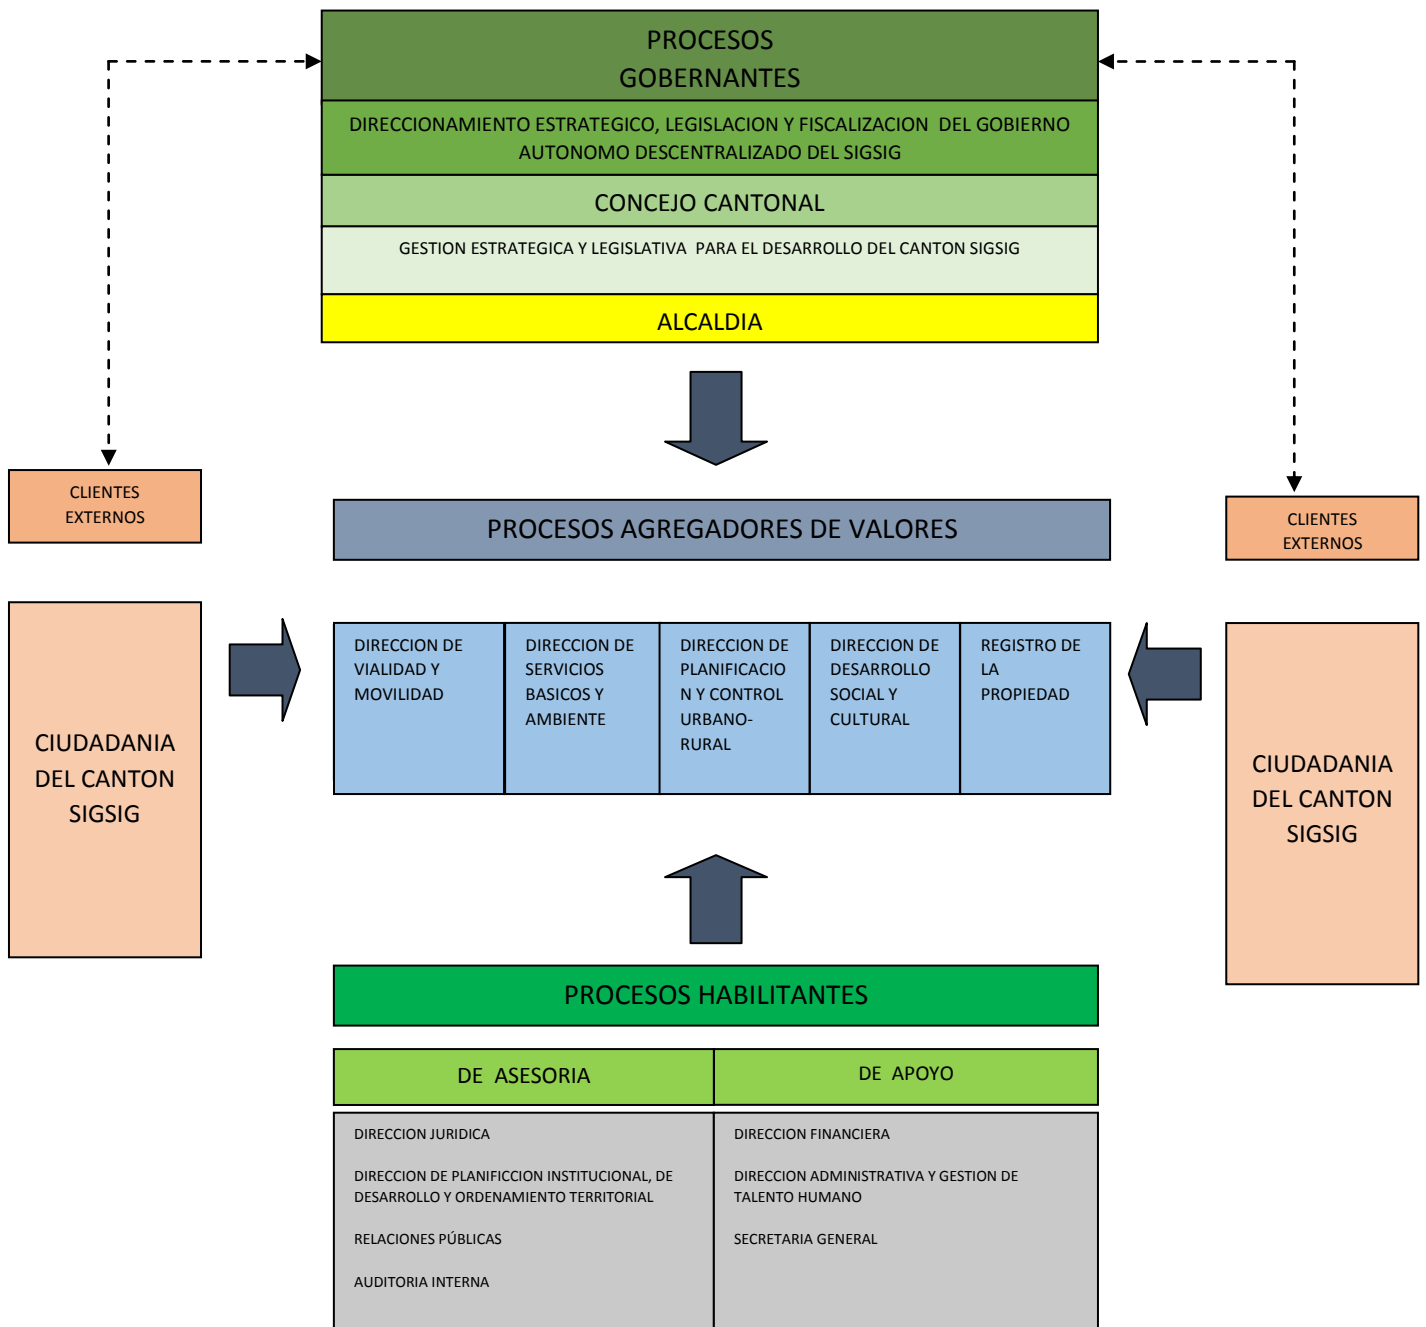 PROCESOS
GOBERNANTES
DIRECCIONAMIENTO ESTRATEGICO, LEGISLACION Y FISCALIZACION DEL GOBIERNO
AUTONOMO DESCENTRALIZADO DEL SIGSIG
CONCEJO CANTONAL
GESTION ESTRATEGICA Y LEGISLATIVA PARA EL DESARROLLO DEL CANTON SIGSIG
ALCALDIA
CLIENTES
EXTERNOS
PROCESOS AGREGADORES DE VALORES
CLIENTES
EXTERNOS
CIUDADANIA
DEL CANTON
SIGSIG
DIRECCION DE
VIALIDAD Y
MOVILIDAD
DIRECCION DE
SERVICIOS
BASICOS Y
AMBIENTE
DIRECCION DE
PLANIFICACIO
N Y CONTROL
URBANO-
RURAL
DIRECCION DE
DESARROLLO
SOCIAL Y
CULTURAL
REGISTRO DE
LA
PROPIEDAD
CIUDADANIA
DEL CANTON
SIGSIG
PROCESOS HABILITANTES
DE ASESORIA
DE APOYO
DIRECCION JURIDICA
DIRECCION DE PLANIFICCION INSTITUCIONAL, DE
DESARROLLO Y ORDENAMIENTO TERRITORIAL
RELACIONES PÚBLICAS
AUDITORIA INTERNA
DIRECCION FINANCIERA
DIRECCION ADMINISTRATIVA Y GESTION DE
TALENTO HUMANO
SECRETARIA GENERAL